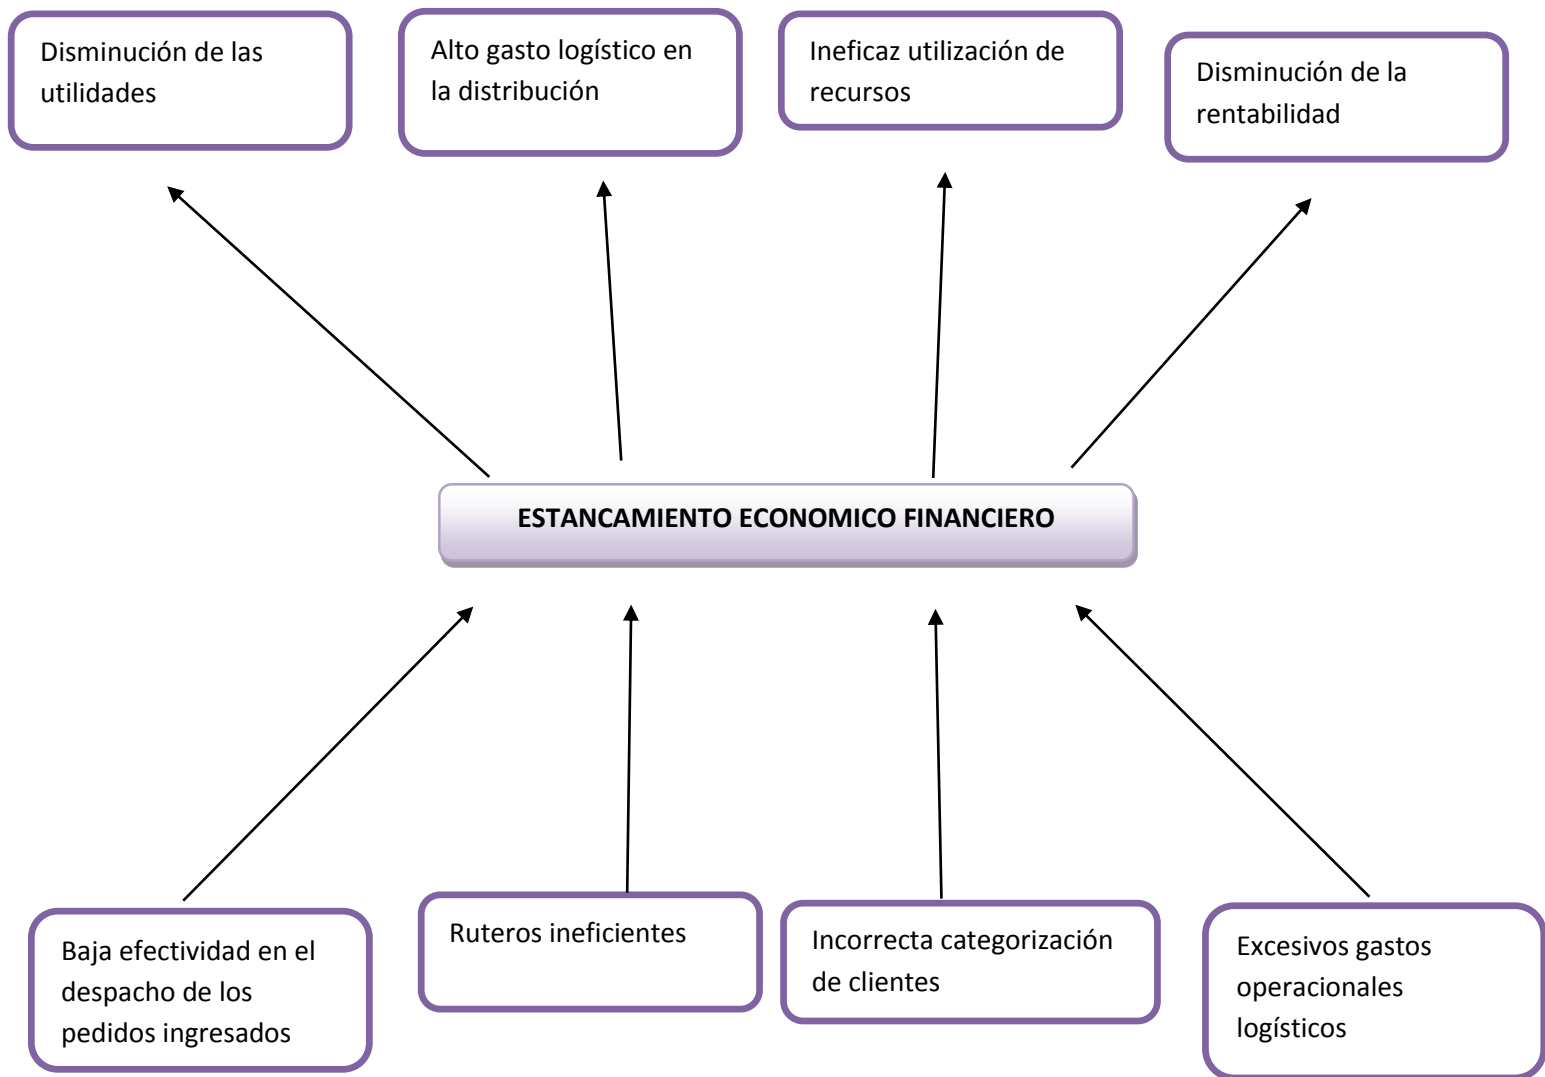 Disminución de las
utilidades
Alto gasto logístico en
la distribución
Ineficaz utilización de
recursos
Disminución de la
rentabilidad
ESTANCAMIENTO ECONOMICO FINANCIERO
Baja efectividad en el
despacho de los
pedidos ingresados
Ruteros ineficientes
Incorrecta categorización
de clientes
Excesivos gastos
operacionales
logísticos